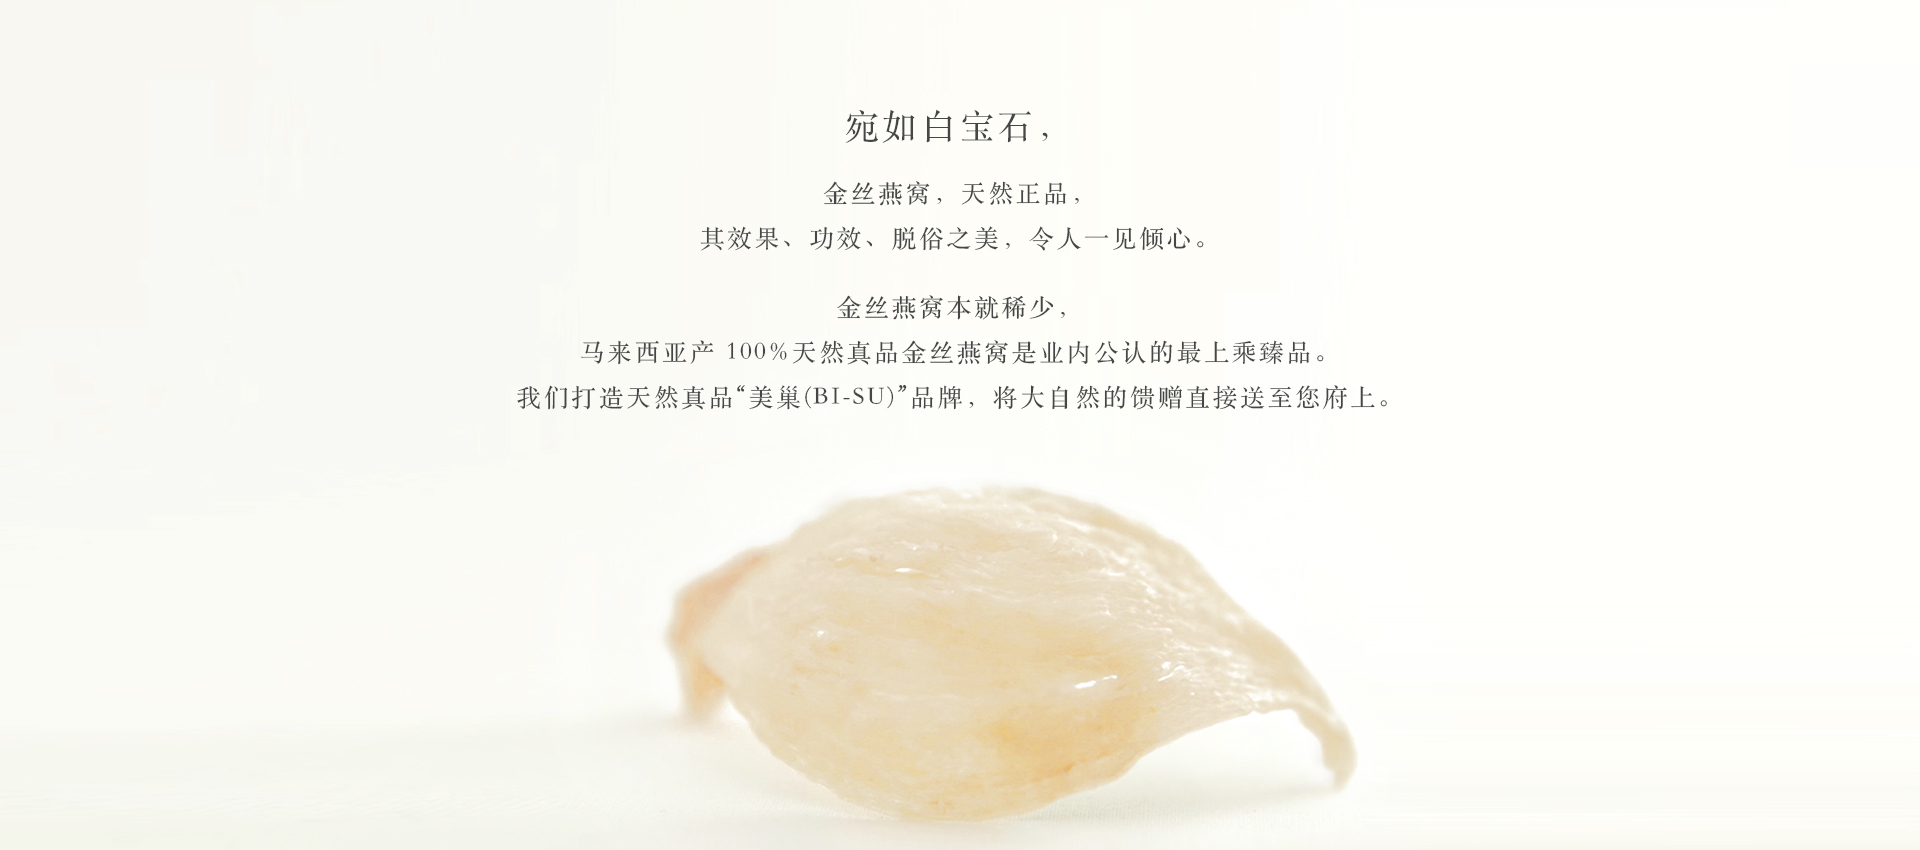 宛如白宝石，
金丝燕窝，天然正品，
其效果、功效、脱俗之美，令人一见倾心。
金丝燕窝本就稀少，
马来西亚产 100%天然真品金丝燕窝是业内公认的最上乘臻品。
我们打造天然真品“美巢(BI-SU)”品牌，将大自然的馈赠直接送至您府上。